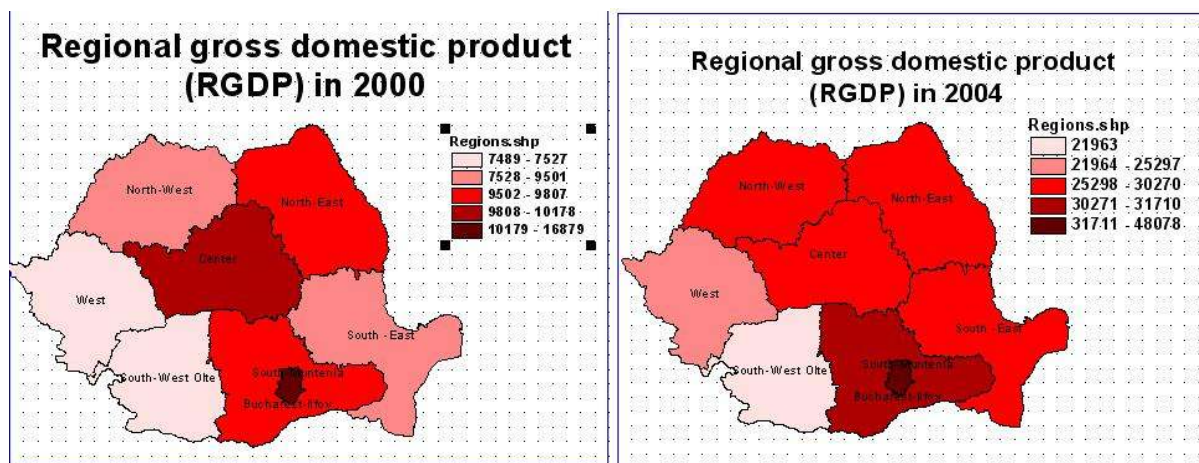 Regional gross domestic product
(RGDP) in 2000
Regions.shp
7489 - 7527
7528 - 9501
9502 - 9807
9808 - 10178
10179 - 16879
North-West
North-East
Center
West
South -East
South-West Olte
South-Muntenia
Bucharest-Ilfov
Regional gross domestic product
(RGDP) in 2004
Regions.shp
21963
21964 - 25297
25298 - 30270
30271 - 31710
31711 - 48078
North-West
North-East
Center
West
South -East
South-West Olte
South-Muntenia
Bucharest-Ilfov